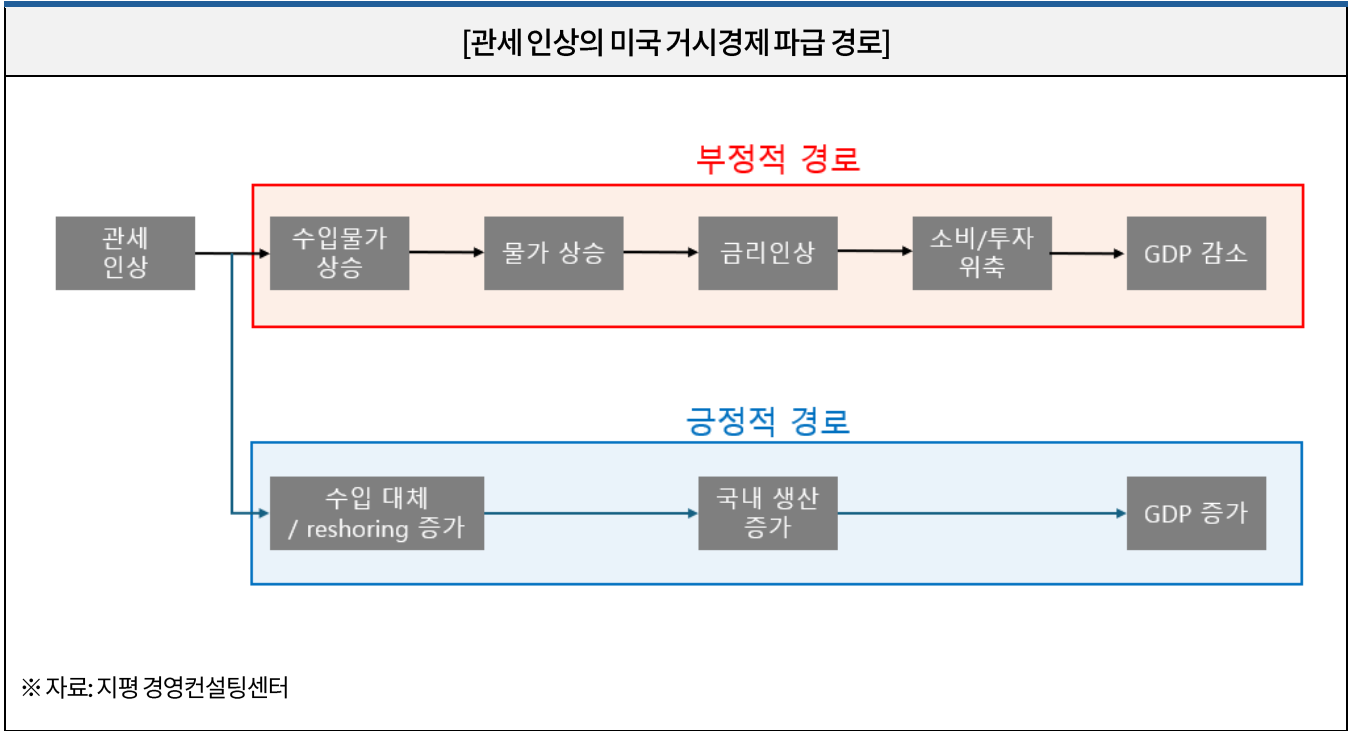 [관세 인상의 미국 거시경제 파급 경로]
부정적 경로
관세
인상
수입물가
상승
물가 상승
금리인상
소비/투자
위축
GDP 감소
긍정적 경로
수입 대체
/ reshoring 증가
국내 생산
증가
GDP 증가
※ 자료: 지평 경영컨설팅센터